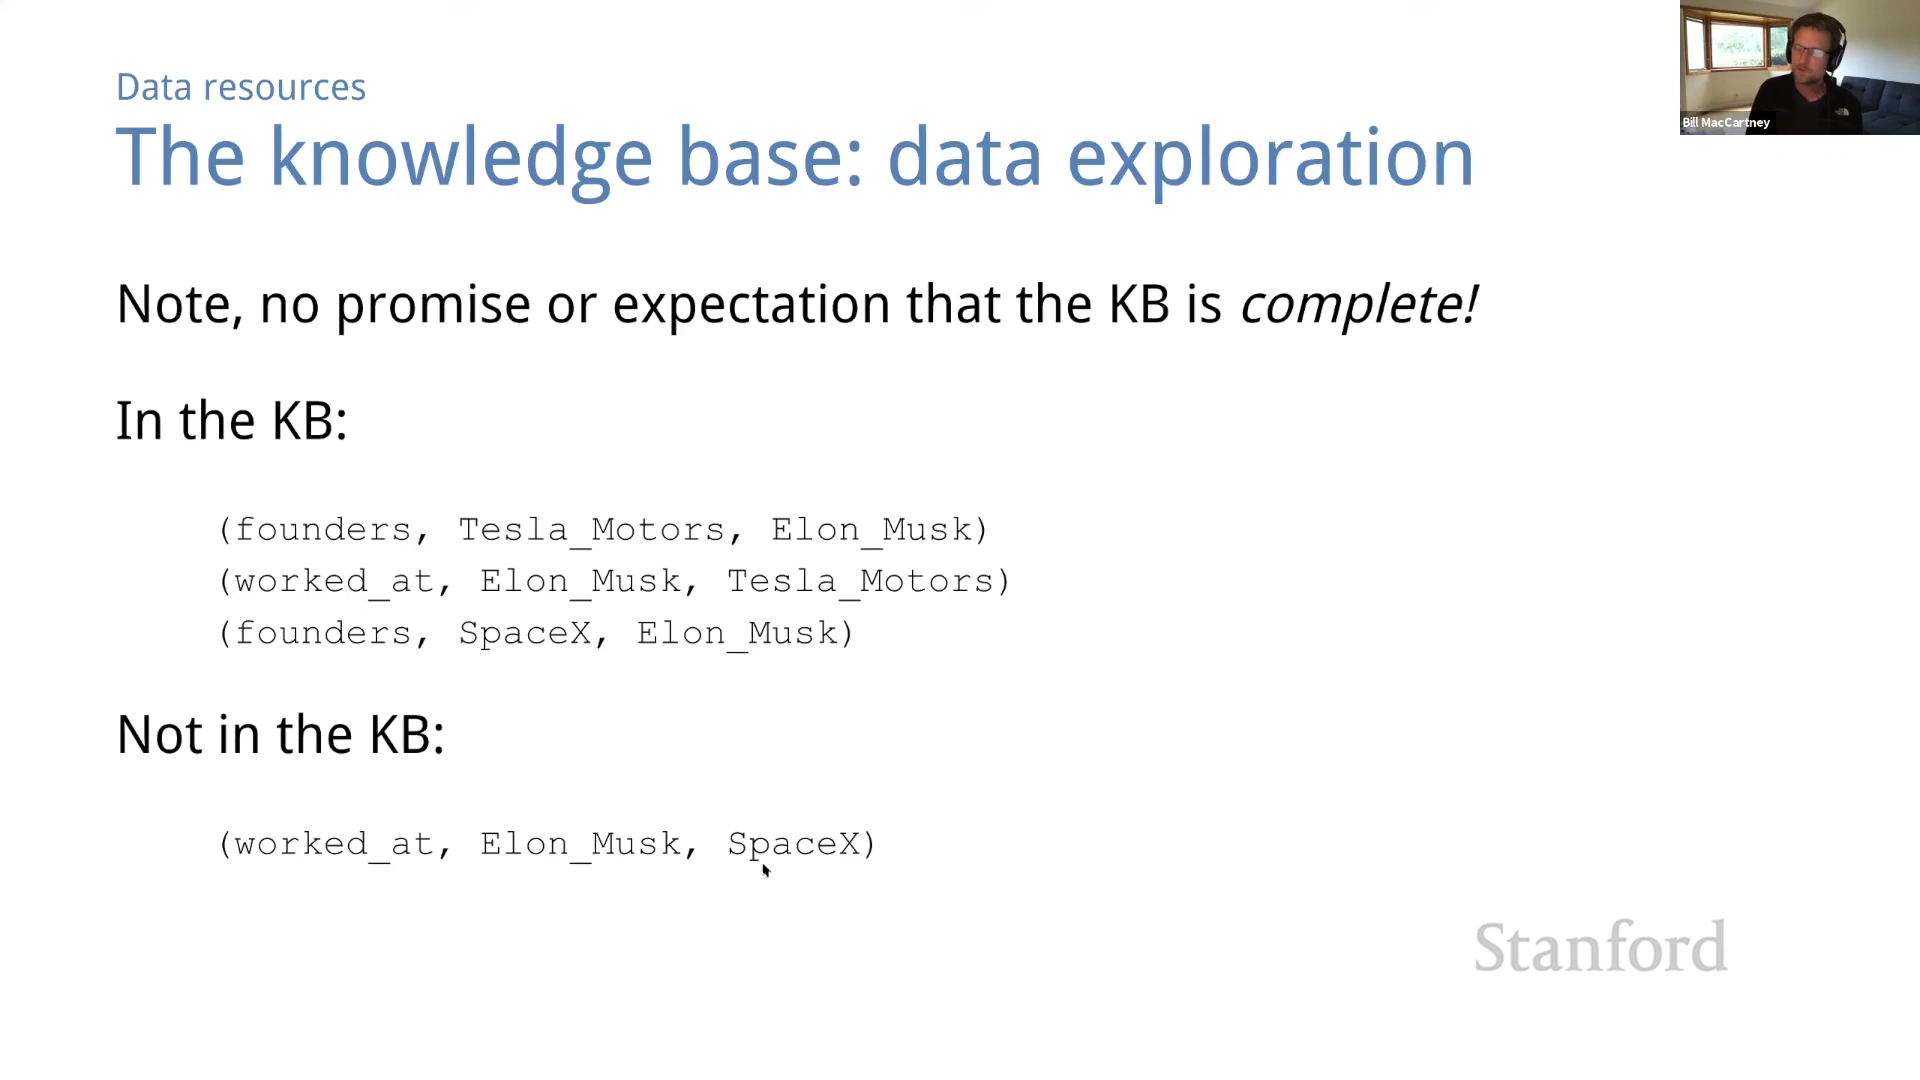 Data resources
The knowledge base: data exploration
Bill MacCartney
Note, no promise or expectation that the KB is complete!
In the KB:
(founders, Tesla_Motors, Elon_Musk)
(worked_at, Elon_Musk, Tesla_Motors)
(founders, SpaceX, Elon_Musk)
Not in the KB:
(worked_at, Elon_Musk, SpaceX)
Stanford